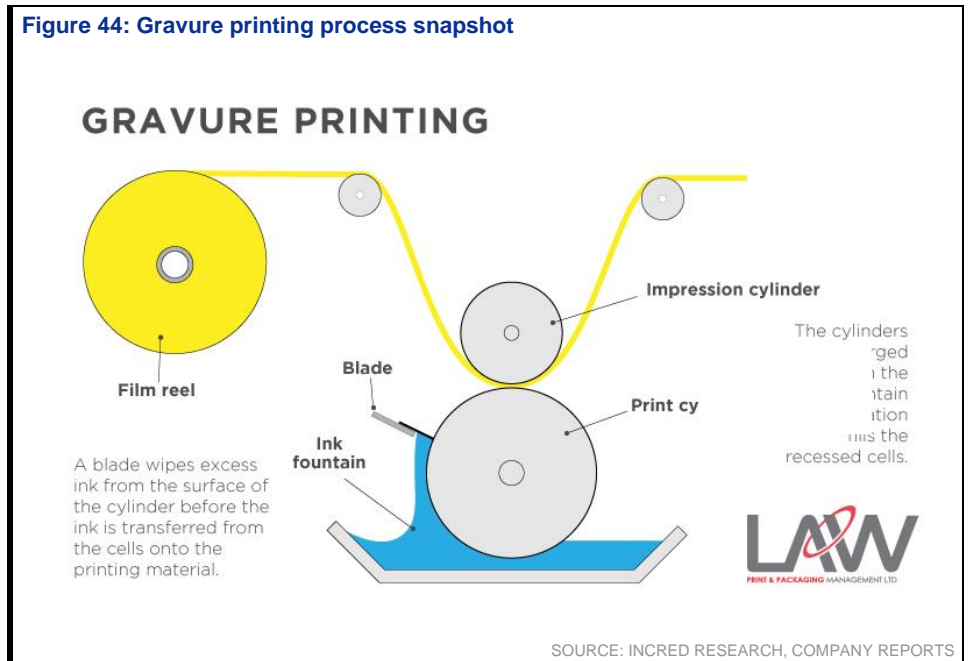 Figure 44: Gravure printing process snapshot
GRAVURE PRINTING
Impression cylinder
The cylinders
the
the
recessed cells.
Film reel
Blade
Print cy
Ink
fountain
A blade wipes excess
ink from the surface of
the cylinder before the
ink is transferred from
the cells onto the
printing material.
LAW
PRINT & PACKAGING MANAGEMENT LTD
SOURCE: INCRED RESEARCH, COMPANY REPORTS